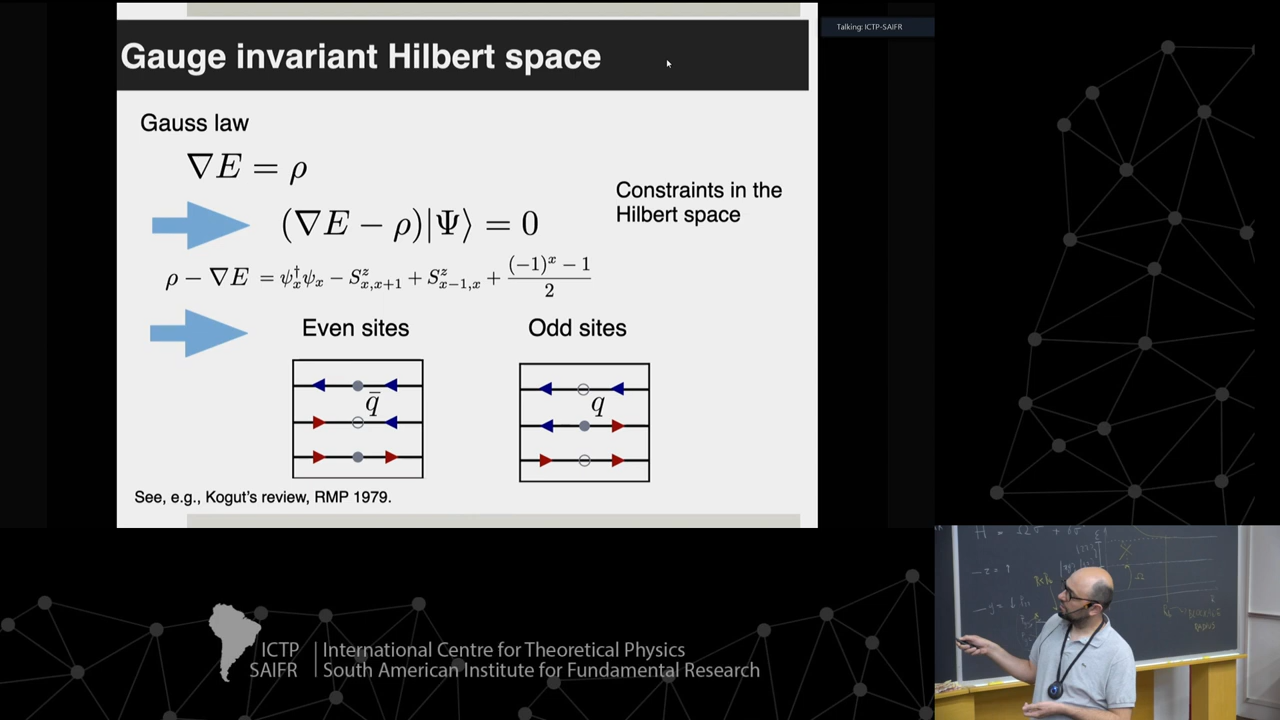 Gauge invariant Hilbert space
Talking: ICTP-SAIFR
Gauss law
∇E = ρ
Constraints in the
Hilbert space
(∇E − ρ)|Ψ⟩ = 0
ρ − ∇E = ψ†ₓψₓ − Sᶻₓ,ₓ₊₁ + Sᶻₓ₋₁,ₓ + ((-1)ˣ − 1)/2
Even sites
Odd sites
q̄
q
See, e.g., Kogut's review, RMP 1979.
ICTP
SAIFR
International Centre for Theoretical Physics
South American Institute for Fundamental Research